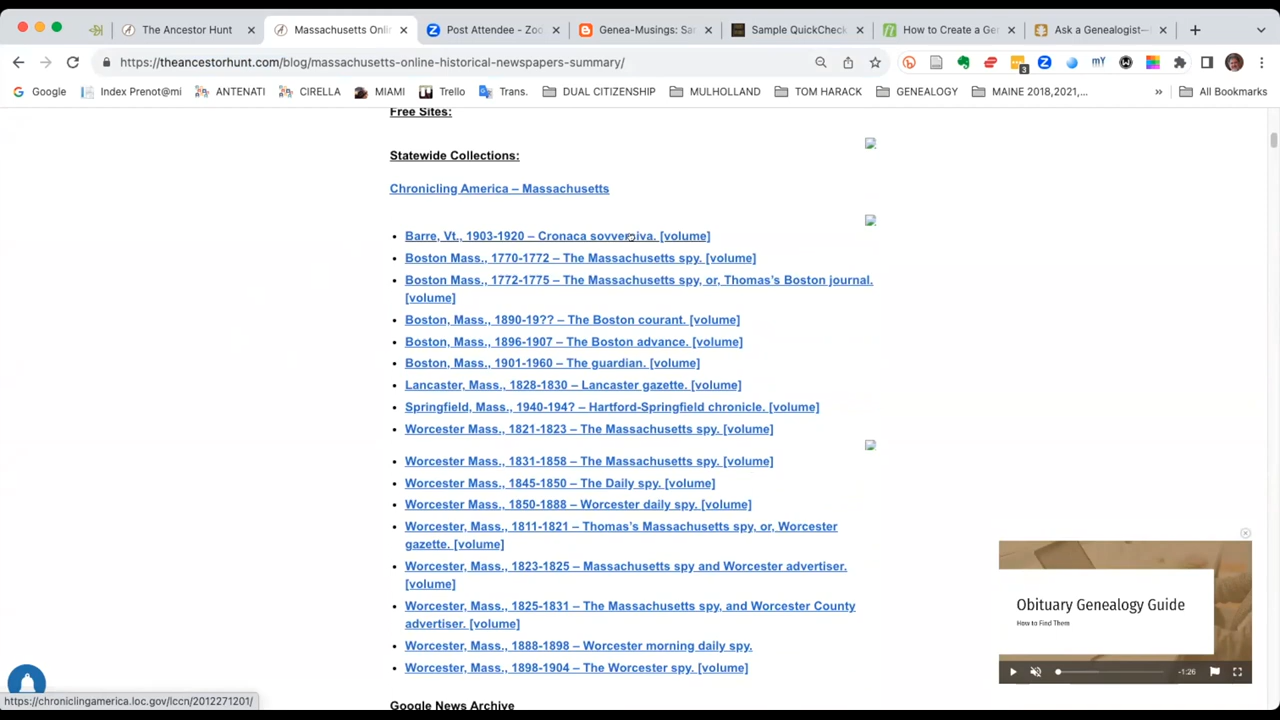 The Ancestor Hunt
Massachusetts Onli
Post Attendee - Zoo
Genea-Musings: Sa
Sample QuickCheck
How to Create a Ger
Ask a Genealogist—
https://theancestorhunt.com/blog/massachusetts-online-historical-newspapers-summary/
3
Google
Index Prenot@mi
ANTENATI
CIRELLA
MIAMI
Trello
Trans.
DUAL CITIZENSHIP
MULHOLLAND
TOM HARACK
GENEALOGY
MAINE 2018,2021,...
»
All Bookmarks
Free Sites:
Statewide Collections:
Chronicling America – Massachusetts
• Barre, Vt., 1903-1920 – Cronaca sovversiva. [volume]
• Boston Mass., 1770-1772 – The Massachusetts spy. [volume]
• Boston Mass., 1772-1775 – The Massachusetts spy, or, Thomas's Boston journal.
[volume]
• Boston, Mass., 1890-19?? – The Boston courant. [volume]
• Boston, Mass., 1896-1907 – The Boston advance. [volume]
• Boston, Mass., 1901-1960 – The guardian. [volume]
• Lancaster, Mass., 1828-1830 – Lancaster gazette. [volume]
• Springfield, Mass., 1940-194? – Hartford-Springfield chronicle. [volume]
• Worcester Mass., 1821-1823 – The Massachusetts spy. [volume]
• Worcester Mass., 1831-1858 – The Massachusetts spy. [volume]
• Worcester Mass., 1845-1850 – The Daily spy. [volume]
• Worcester Mass., 1850-1888 – Worcester daily spy. [volume]
• Worcester, Mass., 1811-1821 – Thomas's Massachusetts spy, or, Worcester
gazette. [volume]
• Worcester, Mass., 1823-1825 – Massachusetts spy and Worcester advertiser.
[volume]
• Worcester, Mass., 1825-1831 – The Massachusetts spy, and Worcester County
advertiser. [volume]
• Worcester, Mass., 1888-1898 – Worcester morning daily spy.
• Worcester, Mass., 1898-1904 – The Worcester spy. [volume]
Google News Archive
Obituary Genealogy Guide
How to Find Them
-1:26
https://chroniclingamerica.loc.gov/lccn/2012271201/